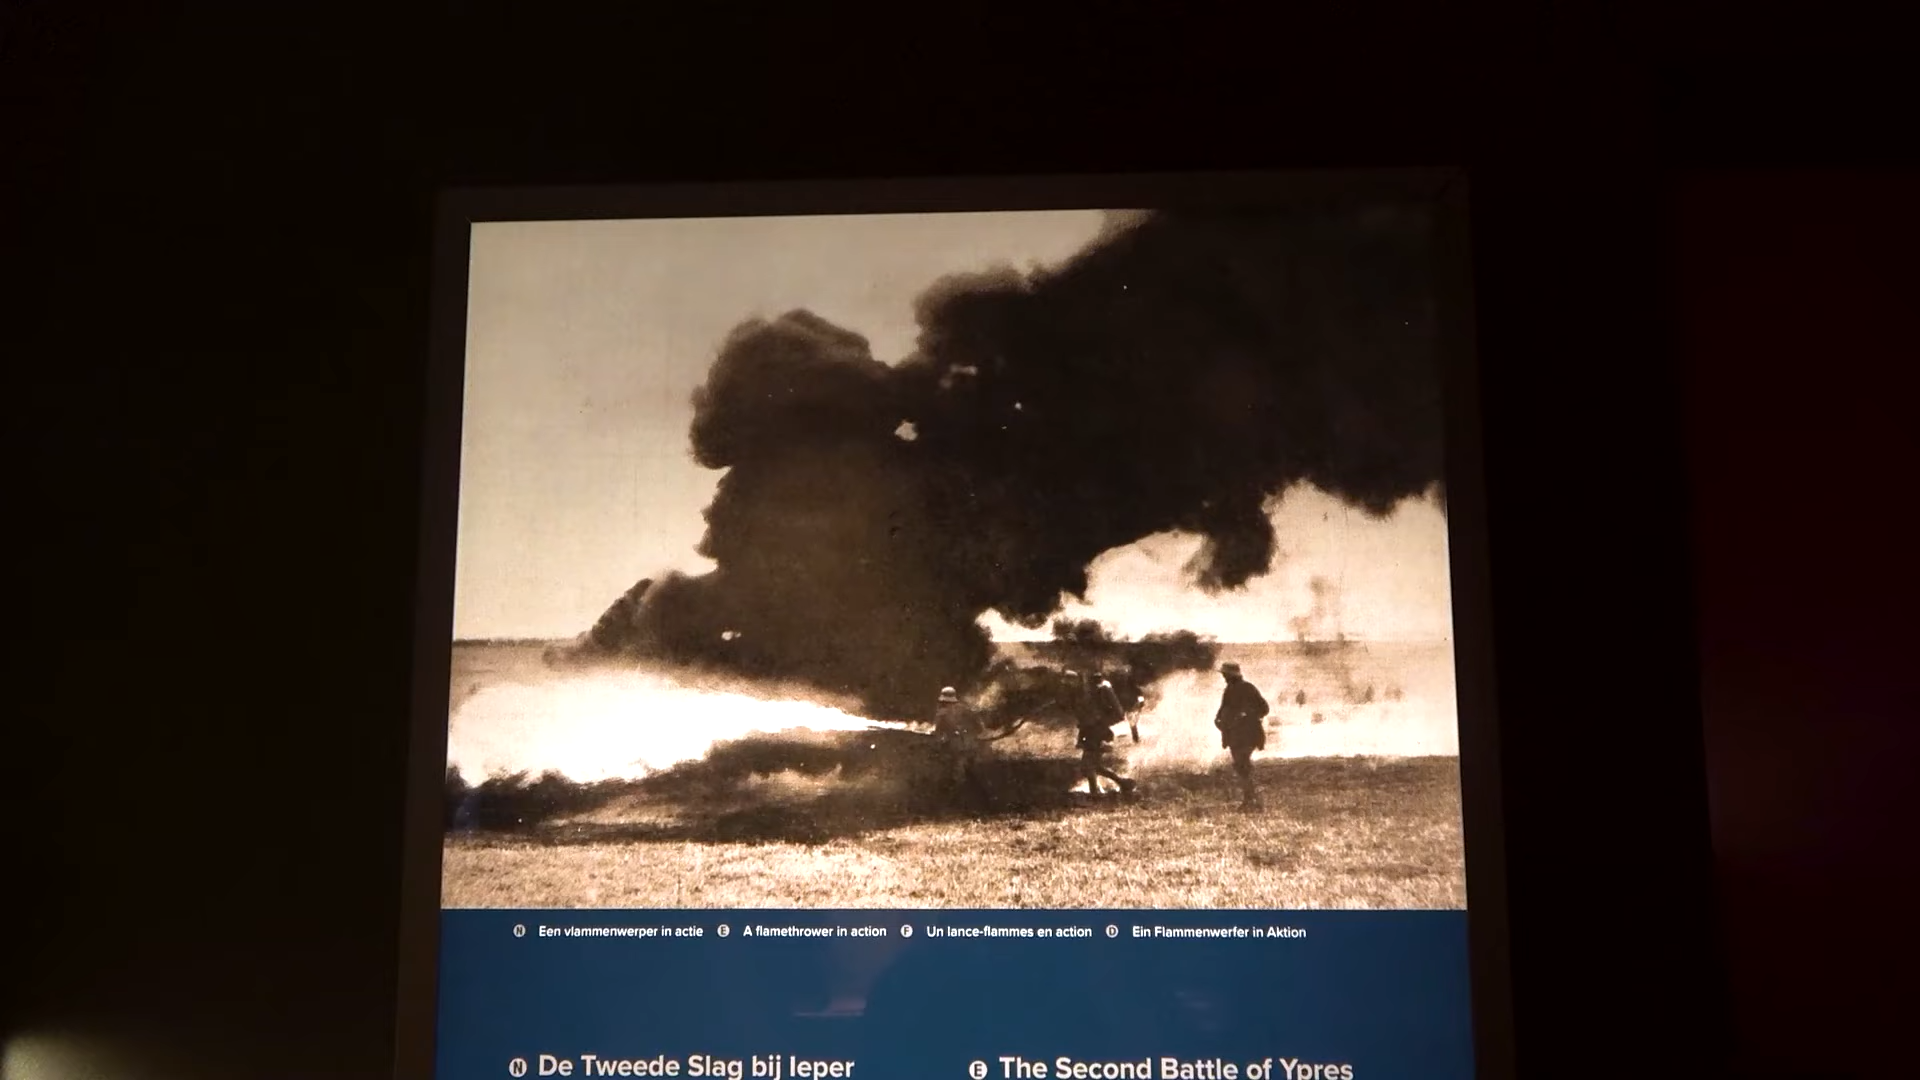 N Een vlammenwerper in actie E A flamethrower in action F Un lance-flammes en action D Ein Flammenwerfer in Aktion
N De Tweede Slag bij Ieper
E The Second Battle of Ypres